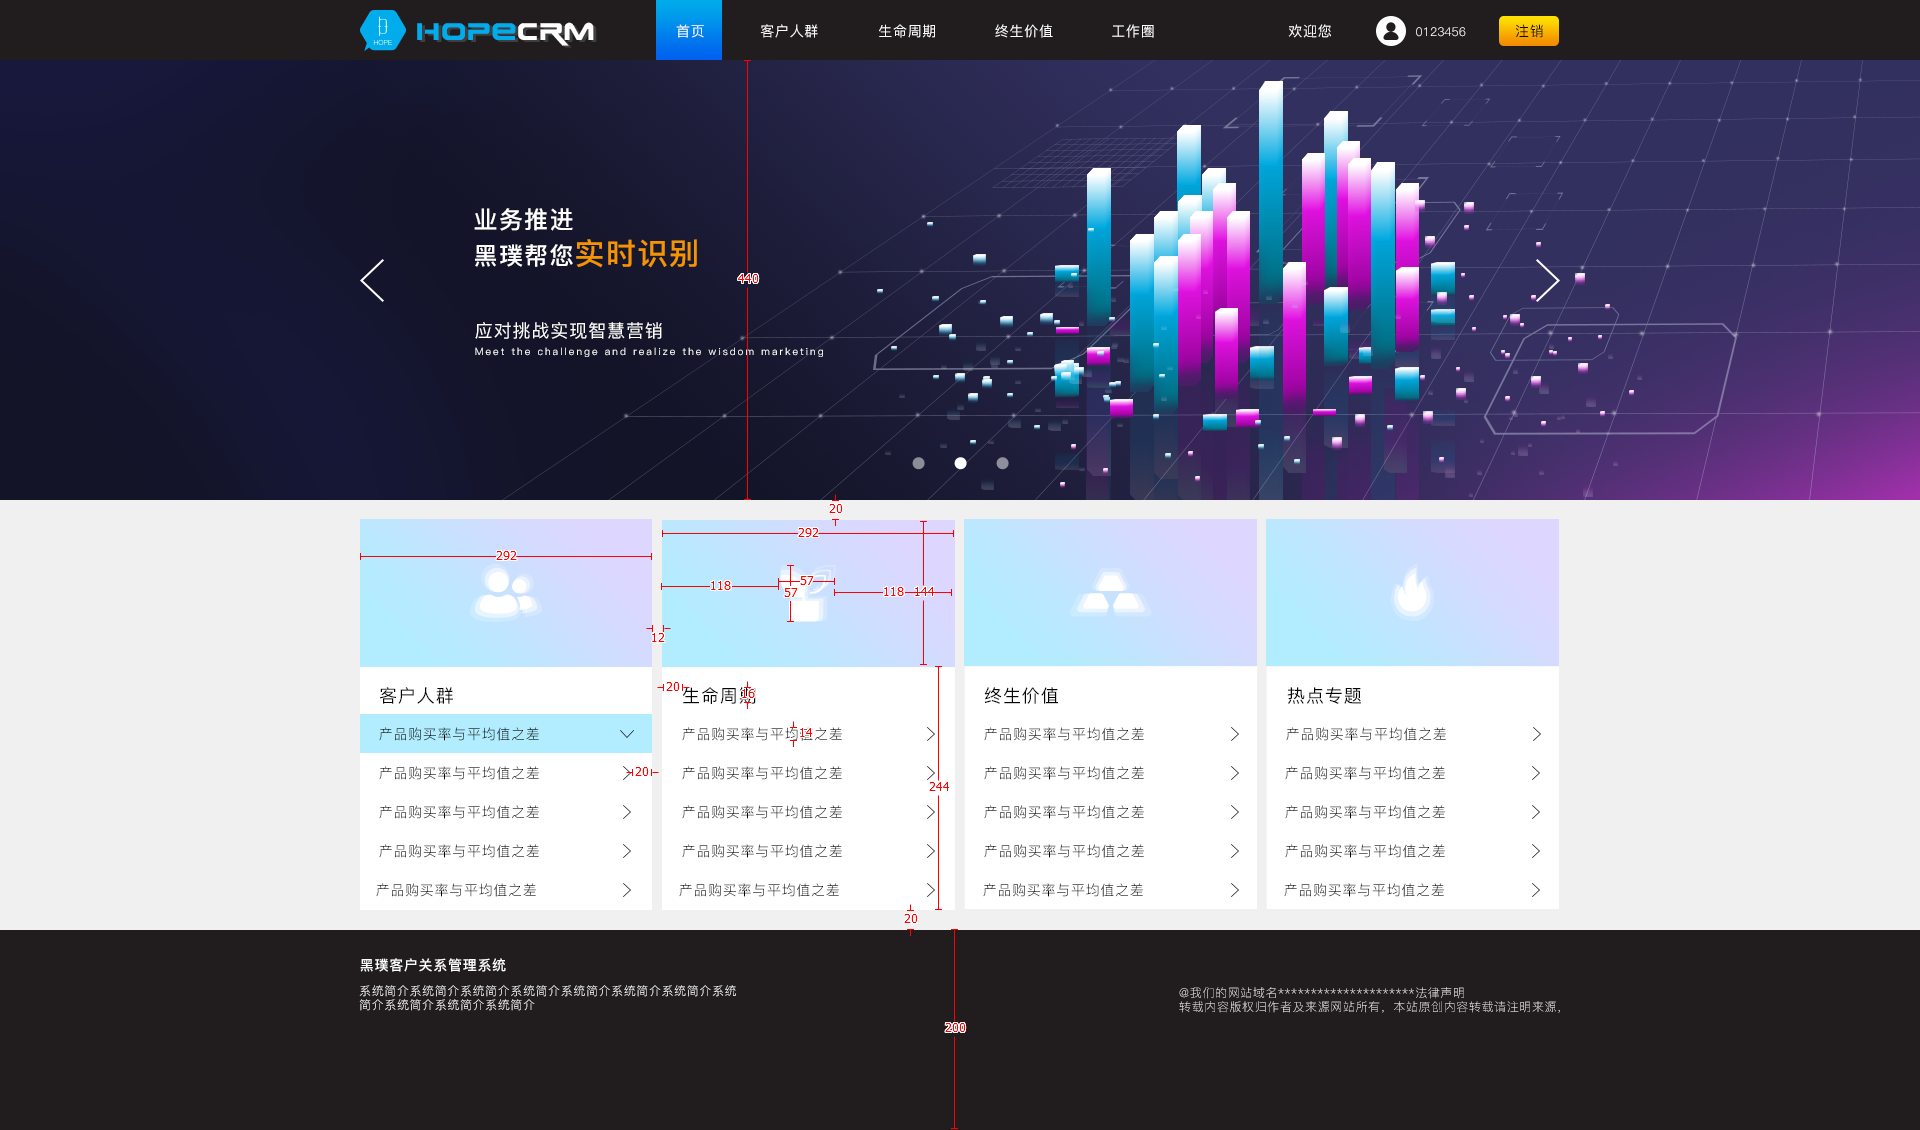 HOPE
HOPECRM
首页
客户人群
生命周期
终生价值
工作圈
欢迎您
0123456
注销
业务推进
黑璞帮您实时识别
440
应对挑战实现智慧营销
Meet the challenge and realize the wisdom marketing
20
292
292
118
57
57
118
144
12
客户人群
产品购买率与平均值之差
产品购买率与平均值之差
20
产品购买率与平均值之差
产品购买率与平均值之差
产品购买率与平均值之差
20
生命周期
16
产品购买率与平均值之差
14
产品购买率与平均值之差
244
产品购买率与平均值之差
产品购买率与平均值之差
产品购买率与平均值之差
终生价值
产品购买率与平均值之差
产品购买率与平均值之差
产品购买率与平均值之差
产品购买率与平均值之差
产品购买率与平均值之差
热点专题
产品购买率与平均值之差
产品购买率与平均值之差
产品购买率与平均值之差
产品购买率与平均值之差
产品购买率与平均值之差
20
黑璞客户关系管理系统
系统简介系统简介系统简介系统简介系统简介系统简介系统简介系统
简介系统简介系统简介系统简介
200
@我们的网站域名*********************法律声明
转载内容版权归作者及来源网站所有，本站原创内容转载请注明来源，